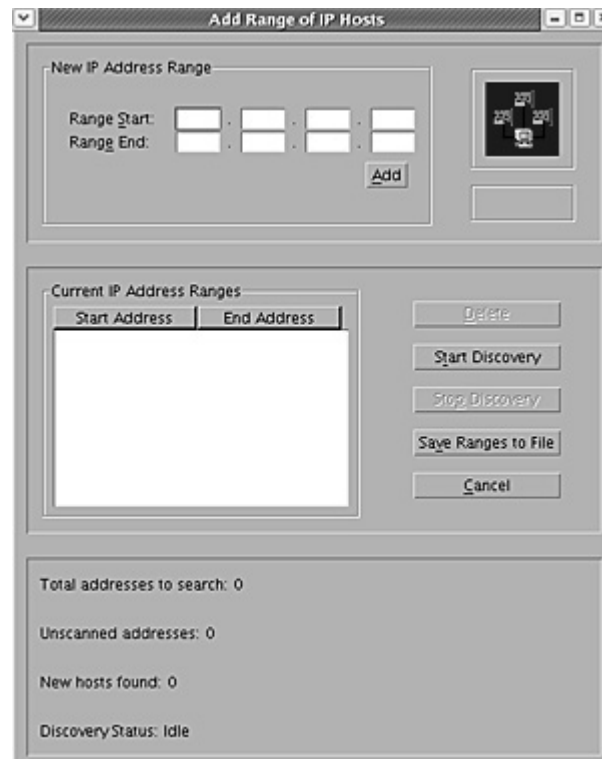 Add Range of IP Hosts
New IP Address Range
Range Start: . . .
Range End: . . .
Add
Current IP Address Ranges
Start Address End Address
Delete
Start Discovery
Stop Discovery
Save Ranges to File
Cancel
Total addresses to search: 0
Unscanned addresses: 0
New hosts found: 0
Discovery Status: Idle